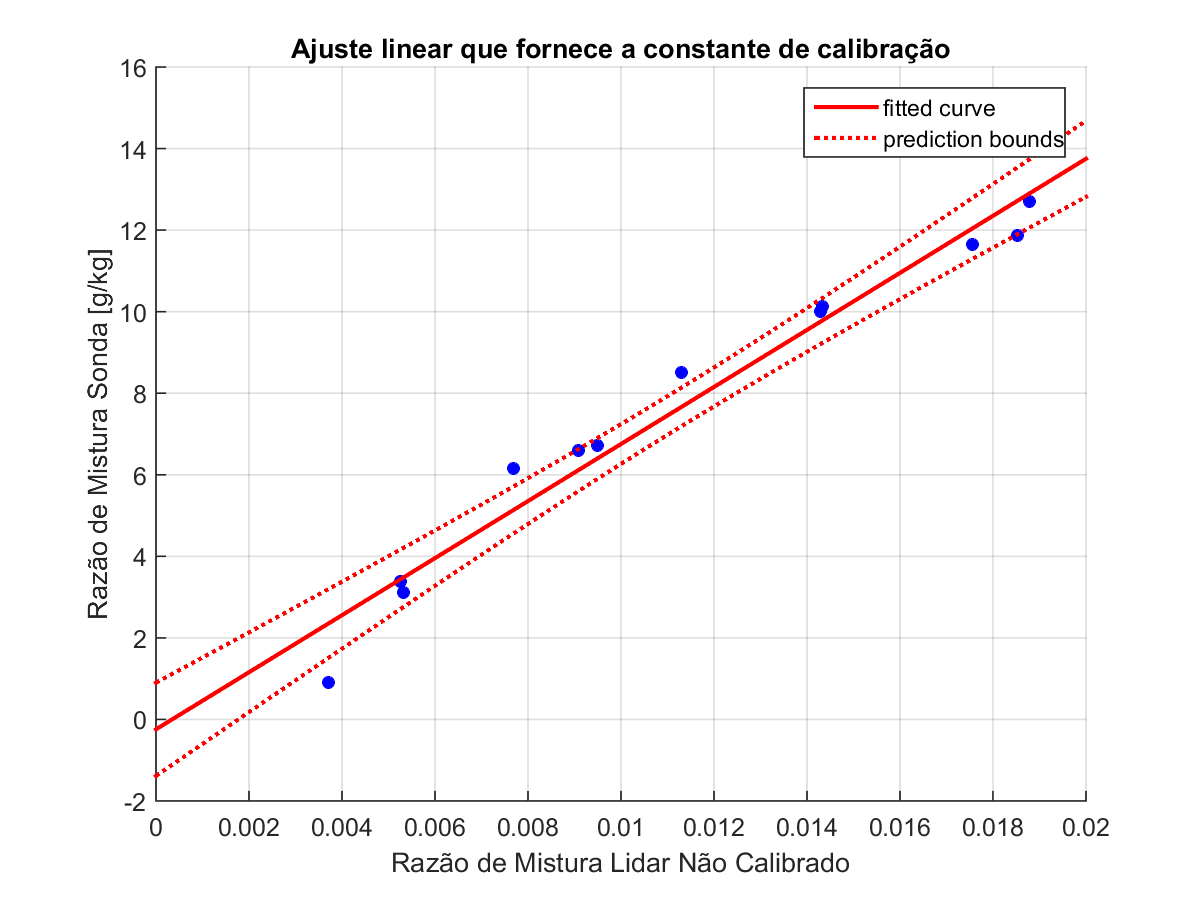 Ajuste linear que fornece a constante de calibração
fitted curve
prediction bounds
16
14
12
10
8
6
4
2
0
-2
Razão de Mistura Sonda [g/kg]
0 0.002 0.004 0.006 0.008 0.01 0.012 0.014 0.016 0.018 0.02
Razão de Mistura Lidar Não Calibrado